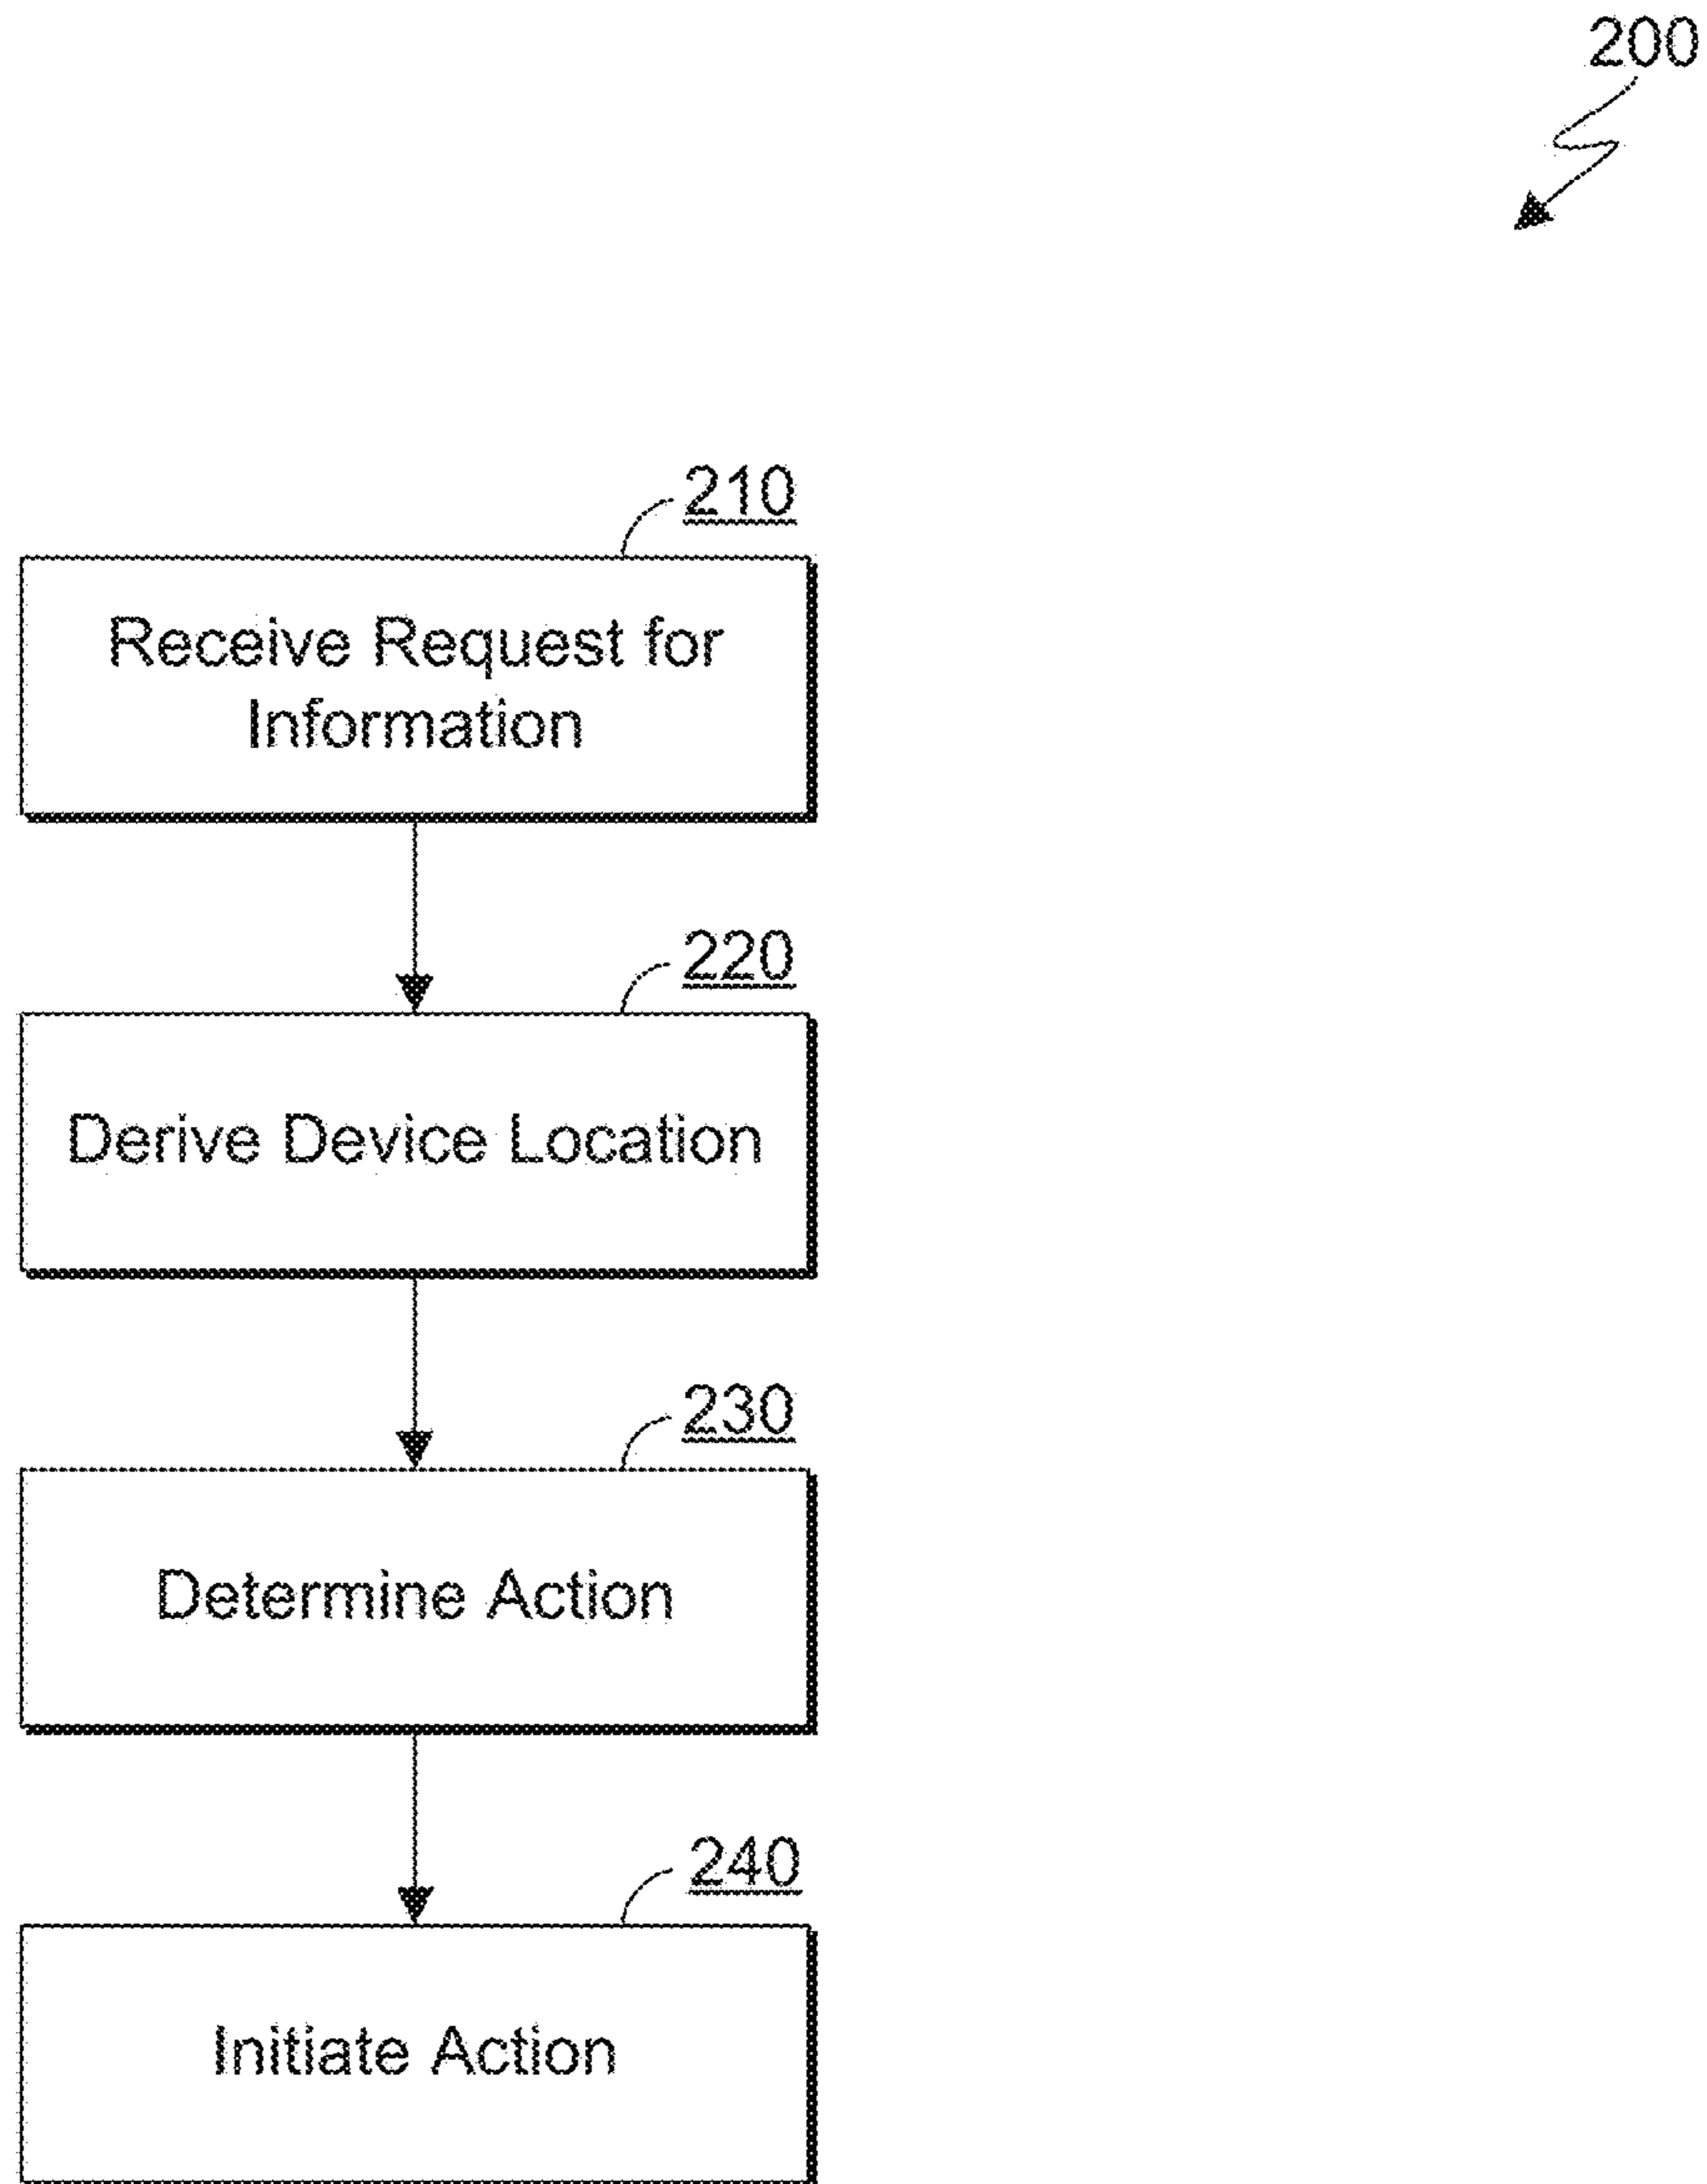 200
210
Receive Request for
Information
220
Derive Device Location
230
Determine Action
240
Initiate Action